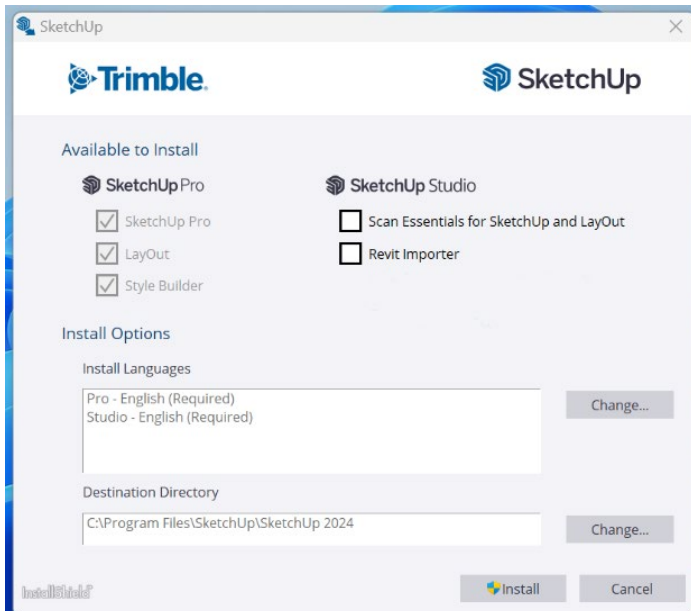 SketchUp
Trimble.
SketchUp
Available to Install
SketchUp Pro
SketchUp Studio
SketchUp Pro
Scan Essentials for SketchUp and LayOut
LayOut
Revit Importer
Style Builder
Install Options
Install Languages
Pro - English (Required)
Studio - English (Required)
Change...
Destination Directory
C:\Program Files\SketchUp\SketchUp 2024
Change...
InstallShield
Install
Cancel